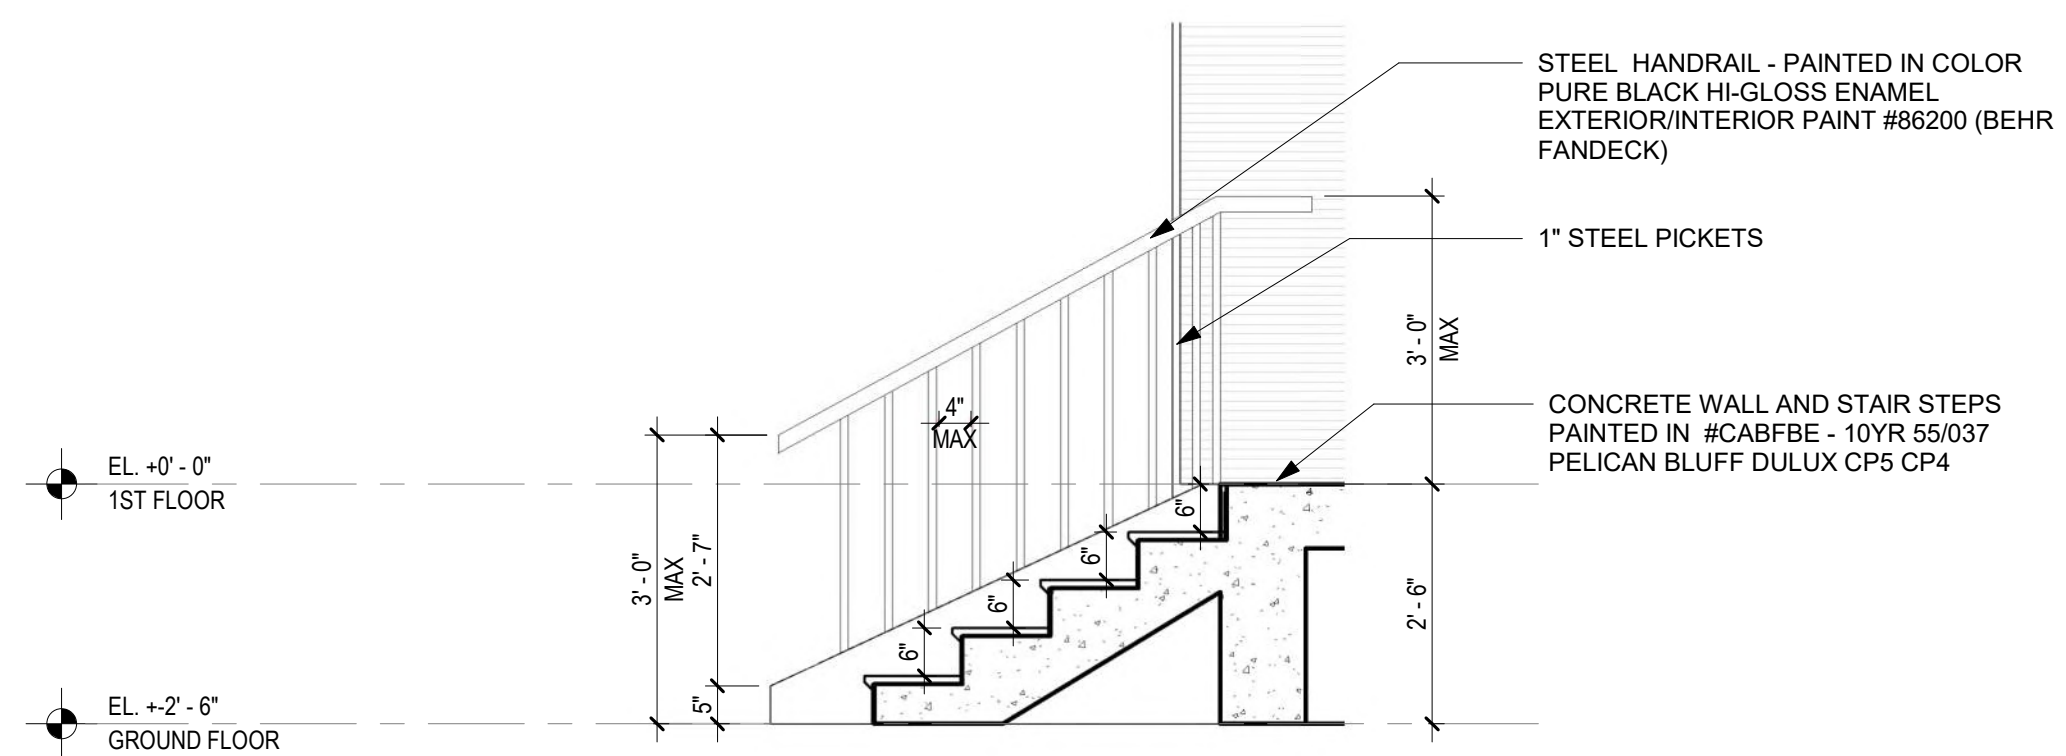 STEEL HANDRAIL - PAINTED IN COLOR
PURE BLACK HI-GLOSS ENAMEL
EXTERIOR/INTERIOR PAINT #86200 (BEHR
FANDECK)
1" STEEL PICKETS
3' - 0"
MAX
4"
MAX
CONCRETE WALL AND STAIR STEPS
PAINTED IN #CABFBE - 10YR 55/037
PELICAN BLUFF DULUX CP5 CP4
EL. +0' - 0"
1ST FLOOR
3' - 0"
MAX
2' - 7"
5"
6"
6"
6"
6"
2' - 6"
EL. +-2' - 6"
GROUND FLOOR